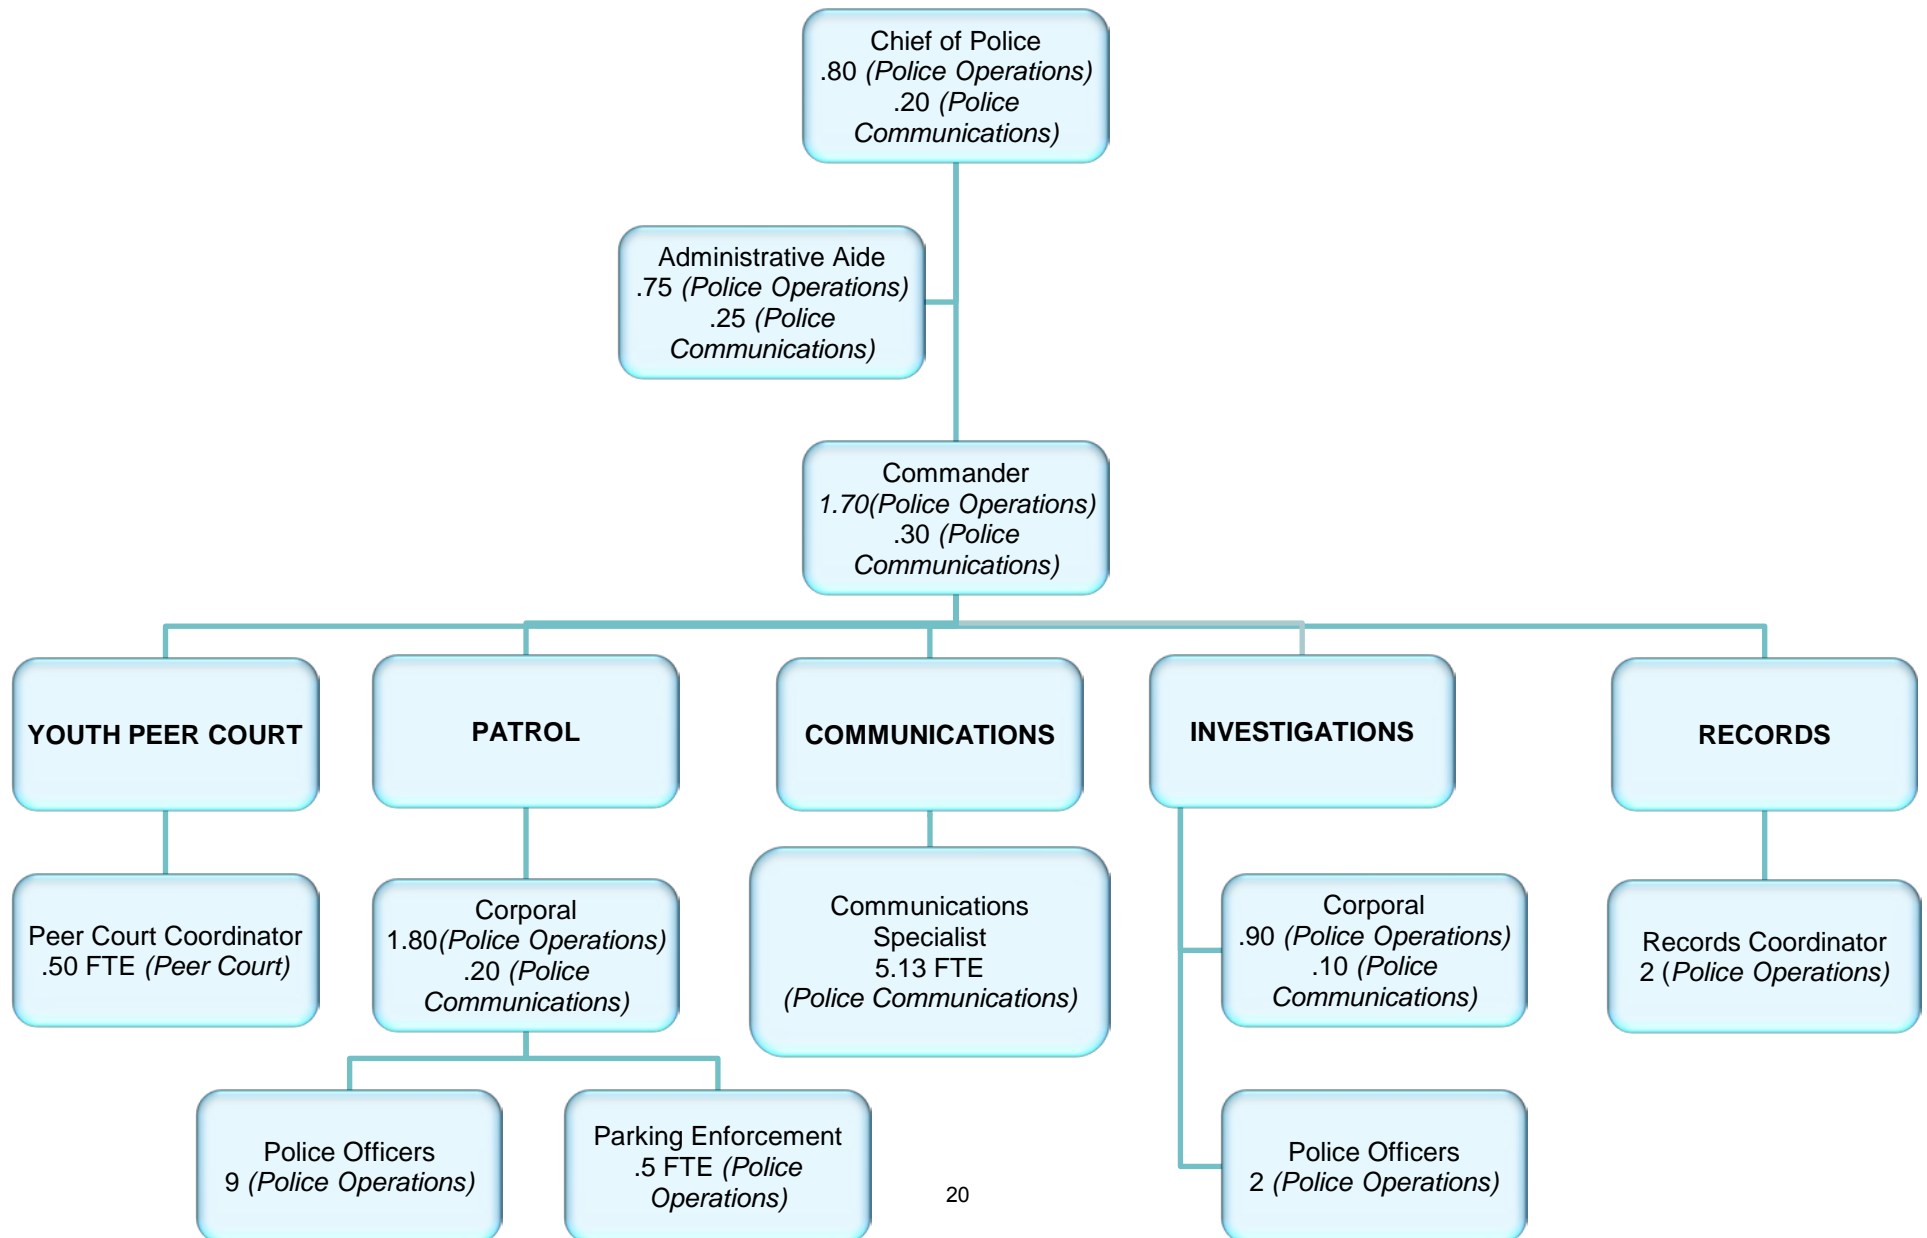 Chief of Police
.80 (Police Operations)
.20 (Police
Communications)
Administrative Aide
.75 (Police Operations)
.25 (Police
Communications)
Commander
1.70(Police Operations)
.30 (Police
Communications)
YOUTH PEER COURT
PATROL
COMMUNICATIONS
INVESTIGATIONS
RECORDS
Peer Court Coordinator
.50 FTE (Peer Court)
Corporal
1.80(Police Operations)
.20 (Police
Communications)
Communications
Specialist
5.13 FTE
(Police Communications)
Corporal
.90 (Police Operations)
.10 (Police
Communications)
Records Coordinator
2 (Police Operations)
Police Officers
9 (Police Operations)
Parking Enforcement
.5 FTE (Police
Operations)
Police Officers
2 (Police Operations)
20